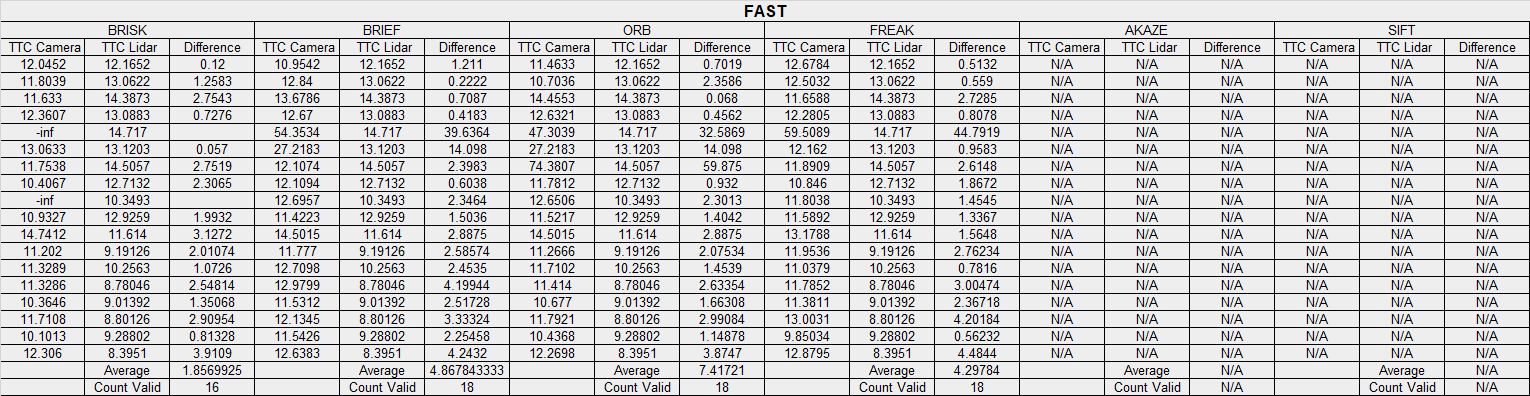 FAST
BRISK BRIEF ORB FREAK AKAZE SIFT
TTC Camera TTC Lidar Difference TTC Camera TTC Lidar Difference TTC Camera TTC Lidar Difference TTC Camera TTC Lidar Difference TTC Camera TTC Lidar Difference TTC Camera TTC Lidar Difference
12.0452 12.1652 0.12 10.9542 12.1652 1.211 11.4633 12.1652 0.7019 12.6784 12.1652 0.5132 N/A N/A N/A N/A N/A N/A
11.8039 13.0622 1.2583 12.84 13.0622 0.2222 10.7036 13.0622 2.3586 12.5032 13.0622 0.559 N/A N/A N/A N/A N/A N/A
11.633 14.3873 2.7543 13.6786 14.3873 0.7087 14.4553 14.3873 0.068 11.6588 14.3873 2.7285 N/A N/A N/A N/A N/A N/A
12.3607 13.0883 0.7276 12.67 13.0883 0.4183 12.6321 13.0883 0.4562 12.2805 13.0883 0.8078 N/A N/A N/A N/A N/A N/A
-inf 14.717 54.3534 14.717 39.6364 47.3039 14.717 32.5869 59.5089 14.717 44.7919 N/A N/A N/A N/A N/A N/A
13.0633 13.1203 0.057 27.2183 13.1203 14.098 27.2183 13.1203 14.098 12.162 13.1203 0.9583 N/A N/A N/A N/A N/A N/A
11.7538 14.5057 2.7519 12.1074 14.5057 2.3983 74.3807 14.5057 59.875 11.8909 14.5057 2.6148 N/A N/A N/A N/A N/A N/A
10.4067 12.7132 2.3065 12.1094 12.7132 0.6038 11.7812 12.7132 0.932 10.846 12.7132 1.8672 N/A N/A N/A N/A N/A N/A
-inf 10.3493 12.6957 10.3493 2.3464 12.6506 10.3493 2.3013 11.8038 10.3493 1.4545 N/A N/A N/A N/A N/A N/A
10.9327 12.9259 1.9932 11.4223 12.9259 1.5036 11.5217 12.9259 1.4042 11.5892 12.9259 1.3367 N/A N/A N/A N/A N/A N/A
14.7412 11.614 3.1272 14.5015 11.614 2.8875 14.5015 11.614 2.8875 13.1788 11.614 1.5648 N/A N/A N/A N/A N/A N/A
11.202 9.19126 2.01074 11.777 9.19126 2.58574 11.2666 9.19126 2.07534 11.9536 9.19126 2.76234 N/A N/A N/A N/A N/A N/A
11.3289 10.2563 1.0726 12.7098 10.2563 2.4535 11.7102 10.2563 1.4539 11.0379 10.2563 0.7816 N/A N/A N/A N/A N/A N/A
11.3286 8.78046 2.54814 12.9799 8.78046 4.19944 11.414 8.78046 2.63354 11.7852 8.78046 3.00474 N/A N/A N/A N/A N/A N/A
10.3646 9.01392 1.35068 11.5312 9.01392 2.51728 10.677 9.01392 1.66308 11.3811 9.01392 2.36718 N/A N/A N/A N/A N/A N/A
11.7108 8.80126 2.90954 12.1345 8.80126 3.33324 11.7921 8.80126 2.99084 13.0031 8.80126 4.20184 N/A N/A N/A N/A N/A N/A
10.1013 9.28802 0.81328 11.5426 9.28802 2.25458 10.4368 9.28802 1.14878 9.85034 9.28802 0.56232 N/A N/A N/A N/A N/A N/A
12.306 8.3951 3.9109 12.6383 8.3951 4.2432 12.2698 8.3951 3.8747 12.8795 8.3951 4.4844 N/A N/A N/A N/A N/A N/A
Average 1.8569925 Average 4.867843333 Average 7.41721 Average 4.29784 Average N/A Average N/A
Count Valid 16 Count Valid 18 Count Valid 18 Count Valid 18 Count Valid N/A Count Valid N/A